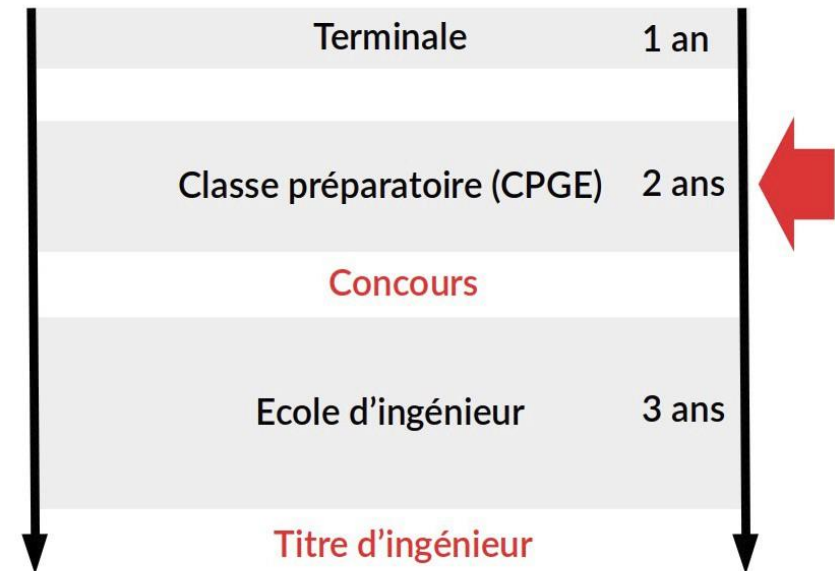 Terminale 1 an
Classe préparatoire (CPGE) 2 ans
Concours
Ecole d’ingénieur 3 ans
Titre d’ingénieur